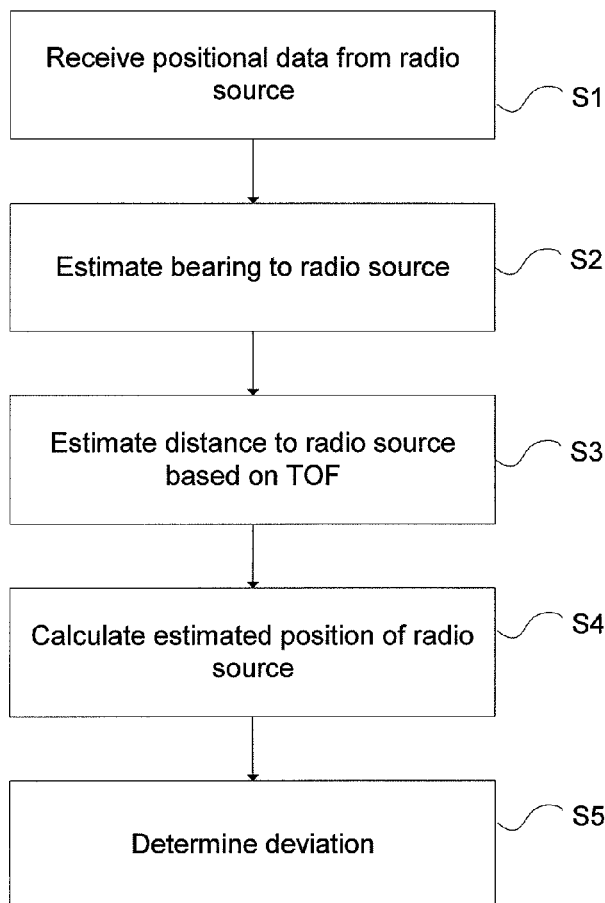 Receive positional data from radio
source
S1
Estimate bearing to radio source
S2
Estimate distance to radio source
based on TOF
S3
Calculate estimated position of radio
source
S4
Determine deviation
S5